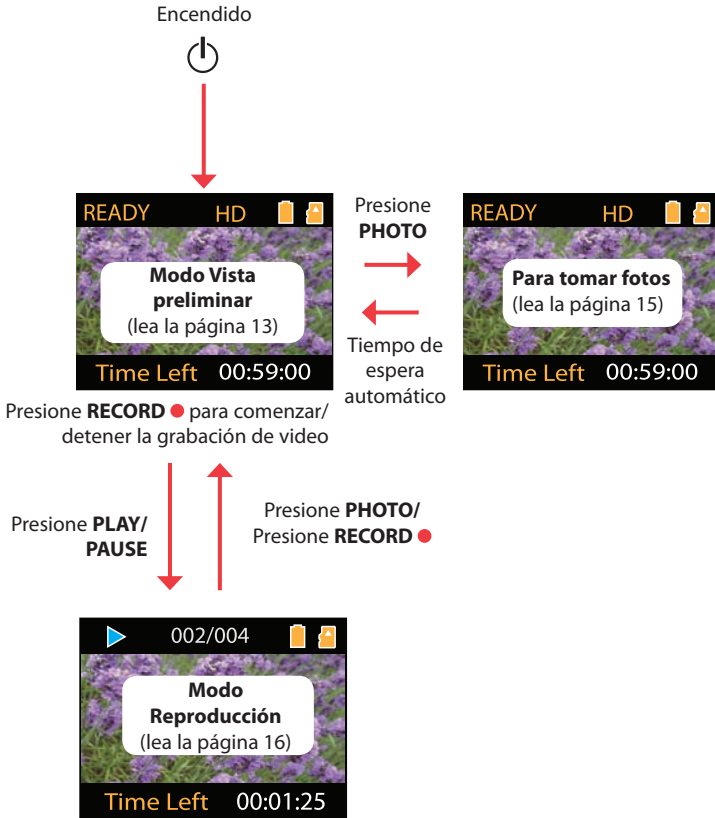 Encendido
READY HD
Modo Vista
preliminar
(lea la página 13)
Time Left 00:59:00
Presione
PHOTO
Tiempo de
espera
automático
READY HD
Para tomar fotos
(lea la página 15)
Time Left 00:59:00
Presione RECORD ● para comenzar/
detener la grabación de video
Presione PLAY/
PAUSE
Presione PHOTO/
Presione RECORD ●
002/004
Modo
Reproducción
(lea la página 16)
Time Left 00:01:25